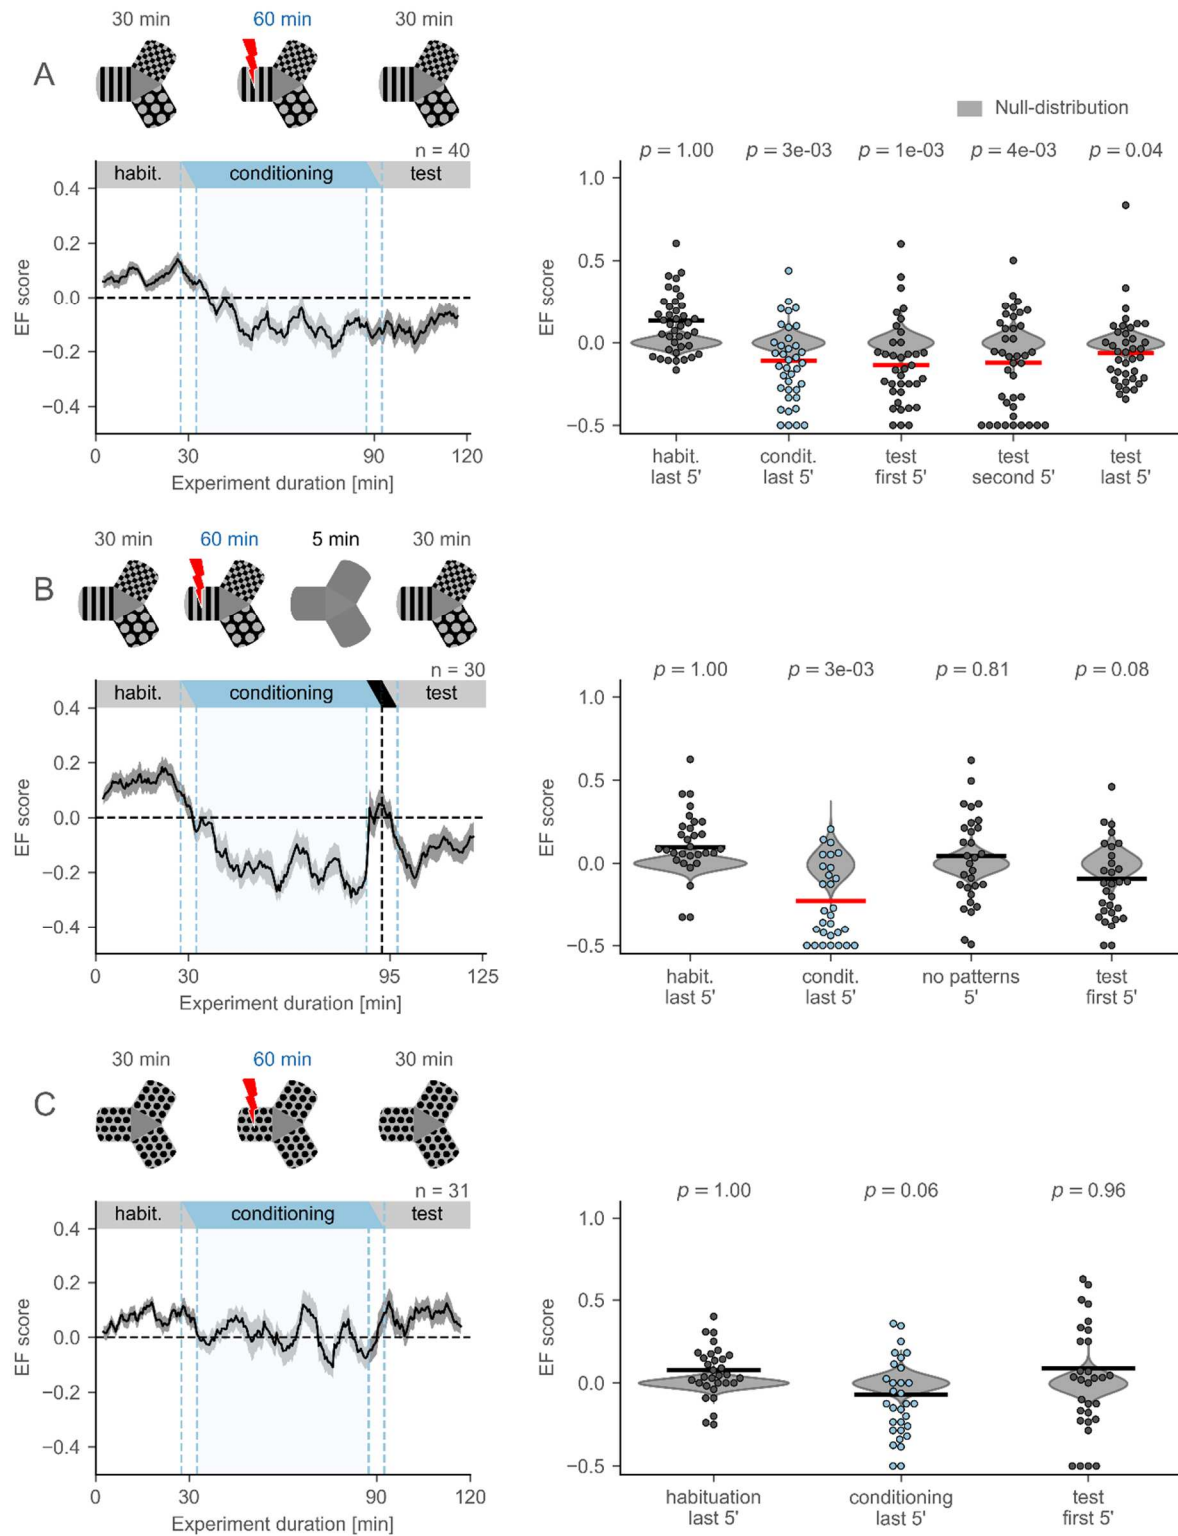 30 min 60 min 30 min
A
Null-distribution
n = 40
habit. conditioning test
0.4
0.2
0.0
−0.2
−0.4
EF score
0 30 90 120
Experiment duration [min]
p = 1.00 p = 3e-03 p = 1e-03 p = 4e-03 p = 0.04
1.0
0.5
0.0
−0.5
EF score
habit. condit. test test test
last 5' last 5' first 5' second 5' last 5'
30 min 60 min 5 min 30 min
B
n = 30
habit. conditioning test
0.4
0.2
0.0
−0.2
−0.4
EF score
0 30 95 125
Experiment duration [min]
p = 1.00 p = 3e-03 p = 0.81 p = 0.08
1.0
0.5
0.0
−0.5
EF score
habit. condit. no patterns test
last 5' last 5' 5' first 5'
30 min 60 min 30 min
C
n = 31
habit. conditioning test
0.4
0.2
0.0
−0.2
−0.4
EF score
0 30 90 120
Experiment duration [min]
p = 1.00 p = 0.06 p = 0.96
1.0
0.5
0.0
−0.5
EF score
habituation conditioning test
last 5' last 5' first 5'